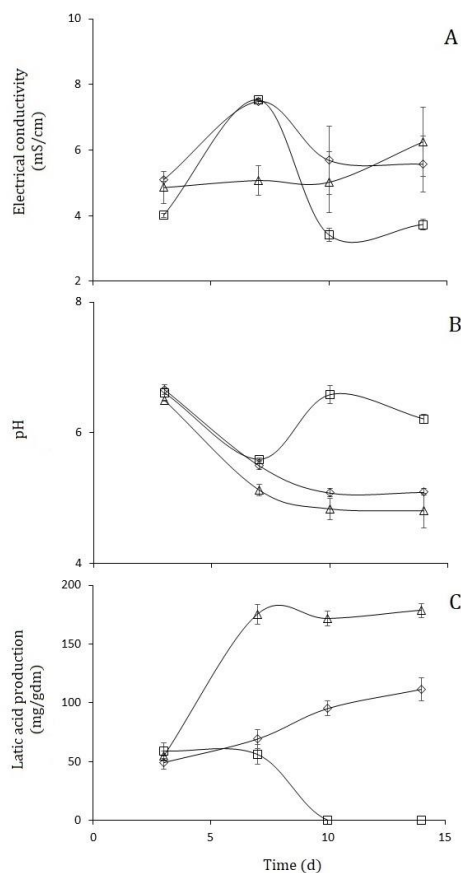 A
10
8
6
4
2
Electrical conductivity
(mS/cm)
B
8
6
4
pH
C
200
150
100
50
0
Latic acid production
(mg/gdm)
0 5 10 15
Time (d)